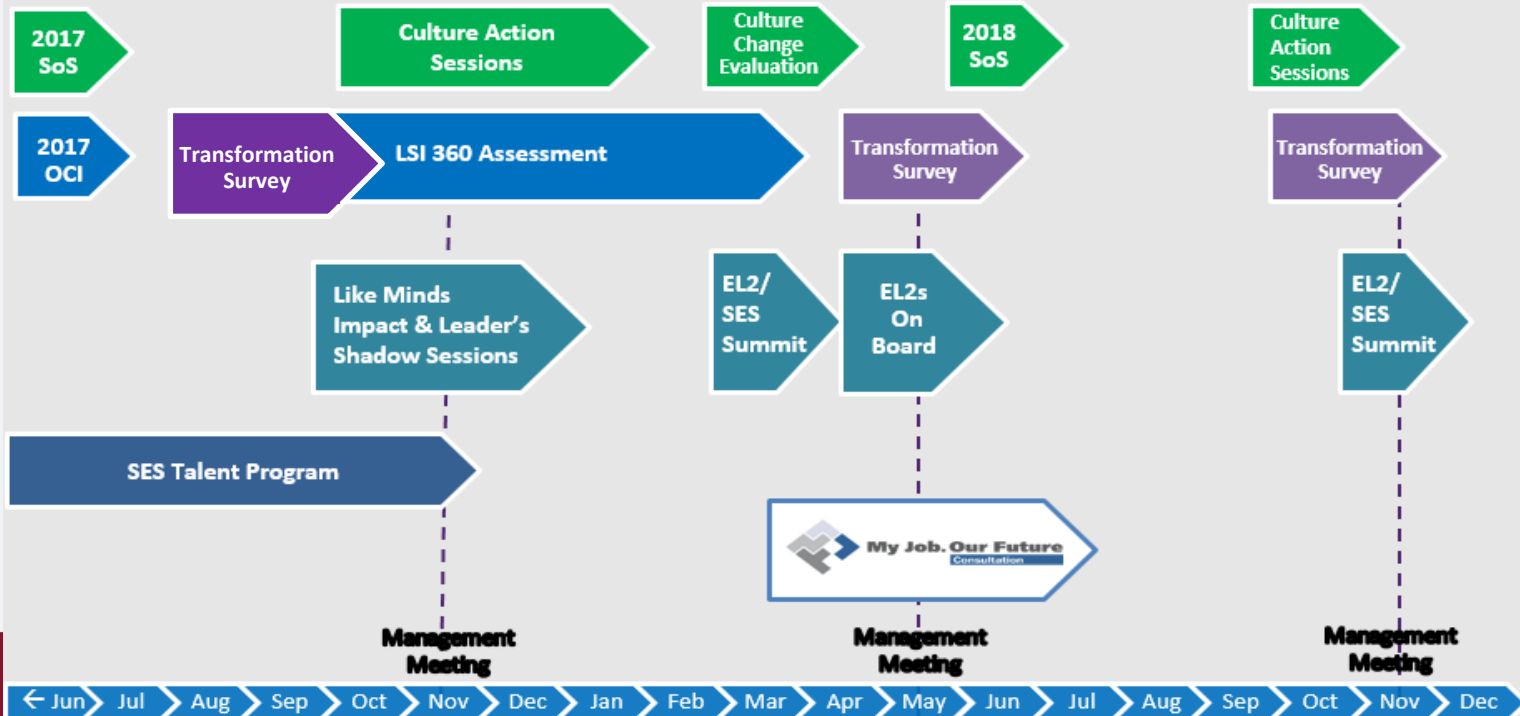 2017
SoS
Culture Action
Sessions
Culture
Change
Evaluation
2018
SoS
Culture
Action
Sessions
2017
OCI
Transformation
Survey
LSI 360 Assessment
Transformation
Survey
Transformation
Survey
Like Minds
Impact & Leader's
Shadow Sessions
EL2/
SES
Summit
EL2s
On
Board
EL2/
SES
Summit
SES Talent Program
My Job. Our Future
Consultation
Management
Meeting
Management
Meeting
Management
Meeting
← Jun Jul Aug Sep Oct Nov Dec Jan Feb Mar Apr May Jun Jul Aug Sep Oct Nov Dec